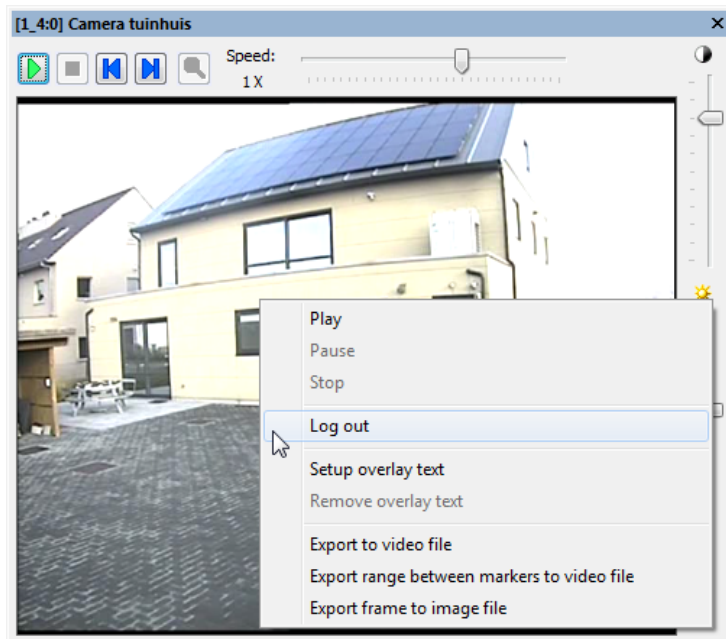 [1_4:0] Camera tuinhuis
Speed:
1 X
Play
Pause
Stop
Log out
Setup overlay text
Remove overlay text
Export to video file
Export range between markers to video file
Export frame to image file